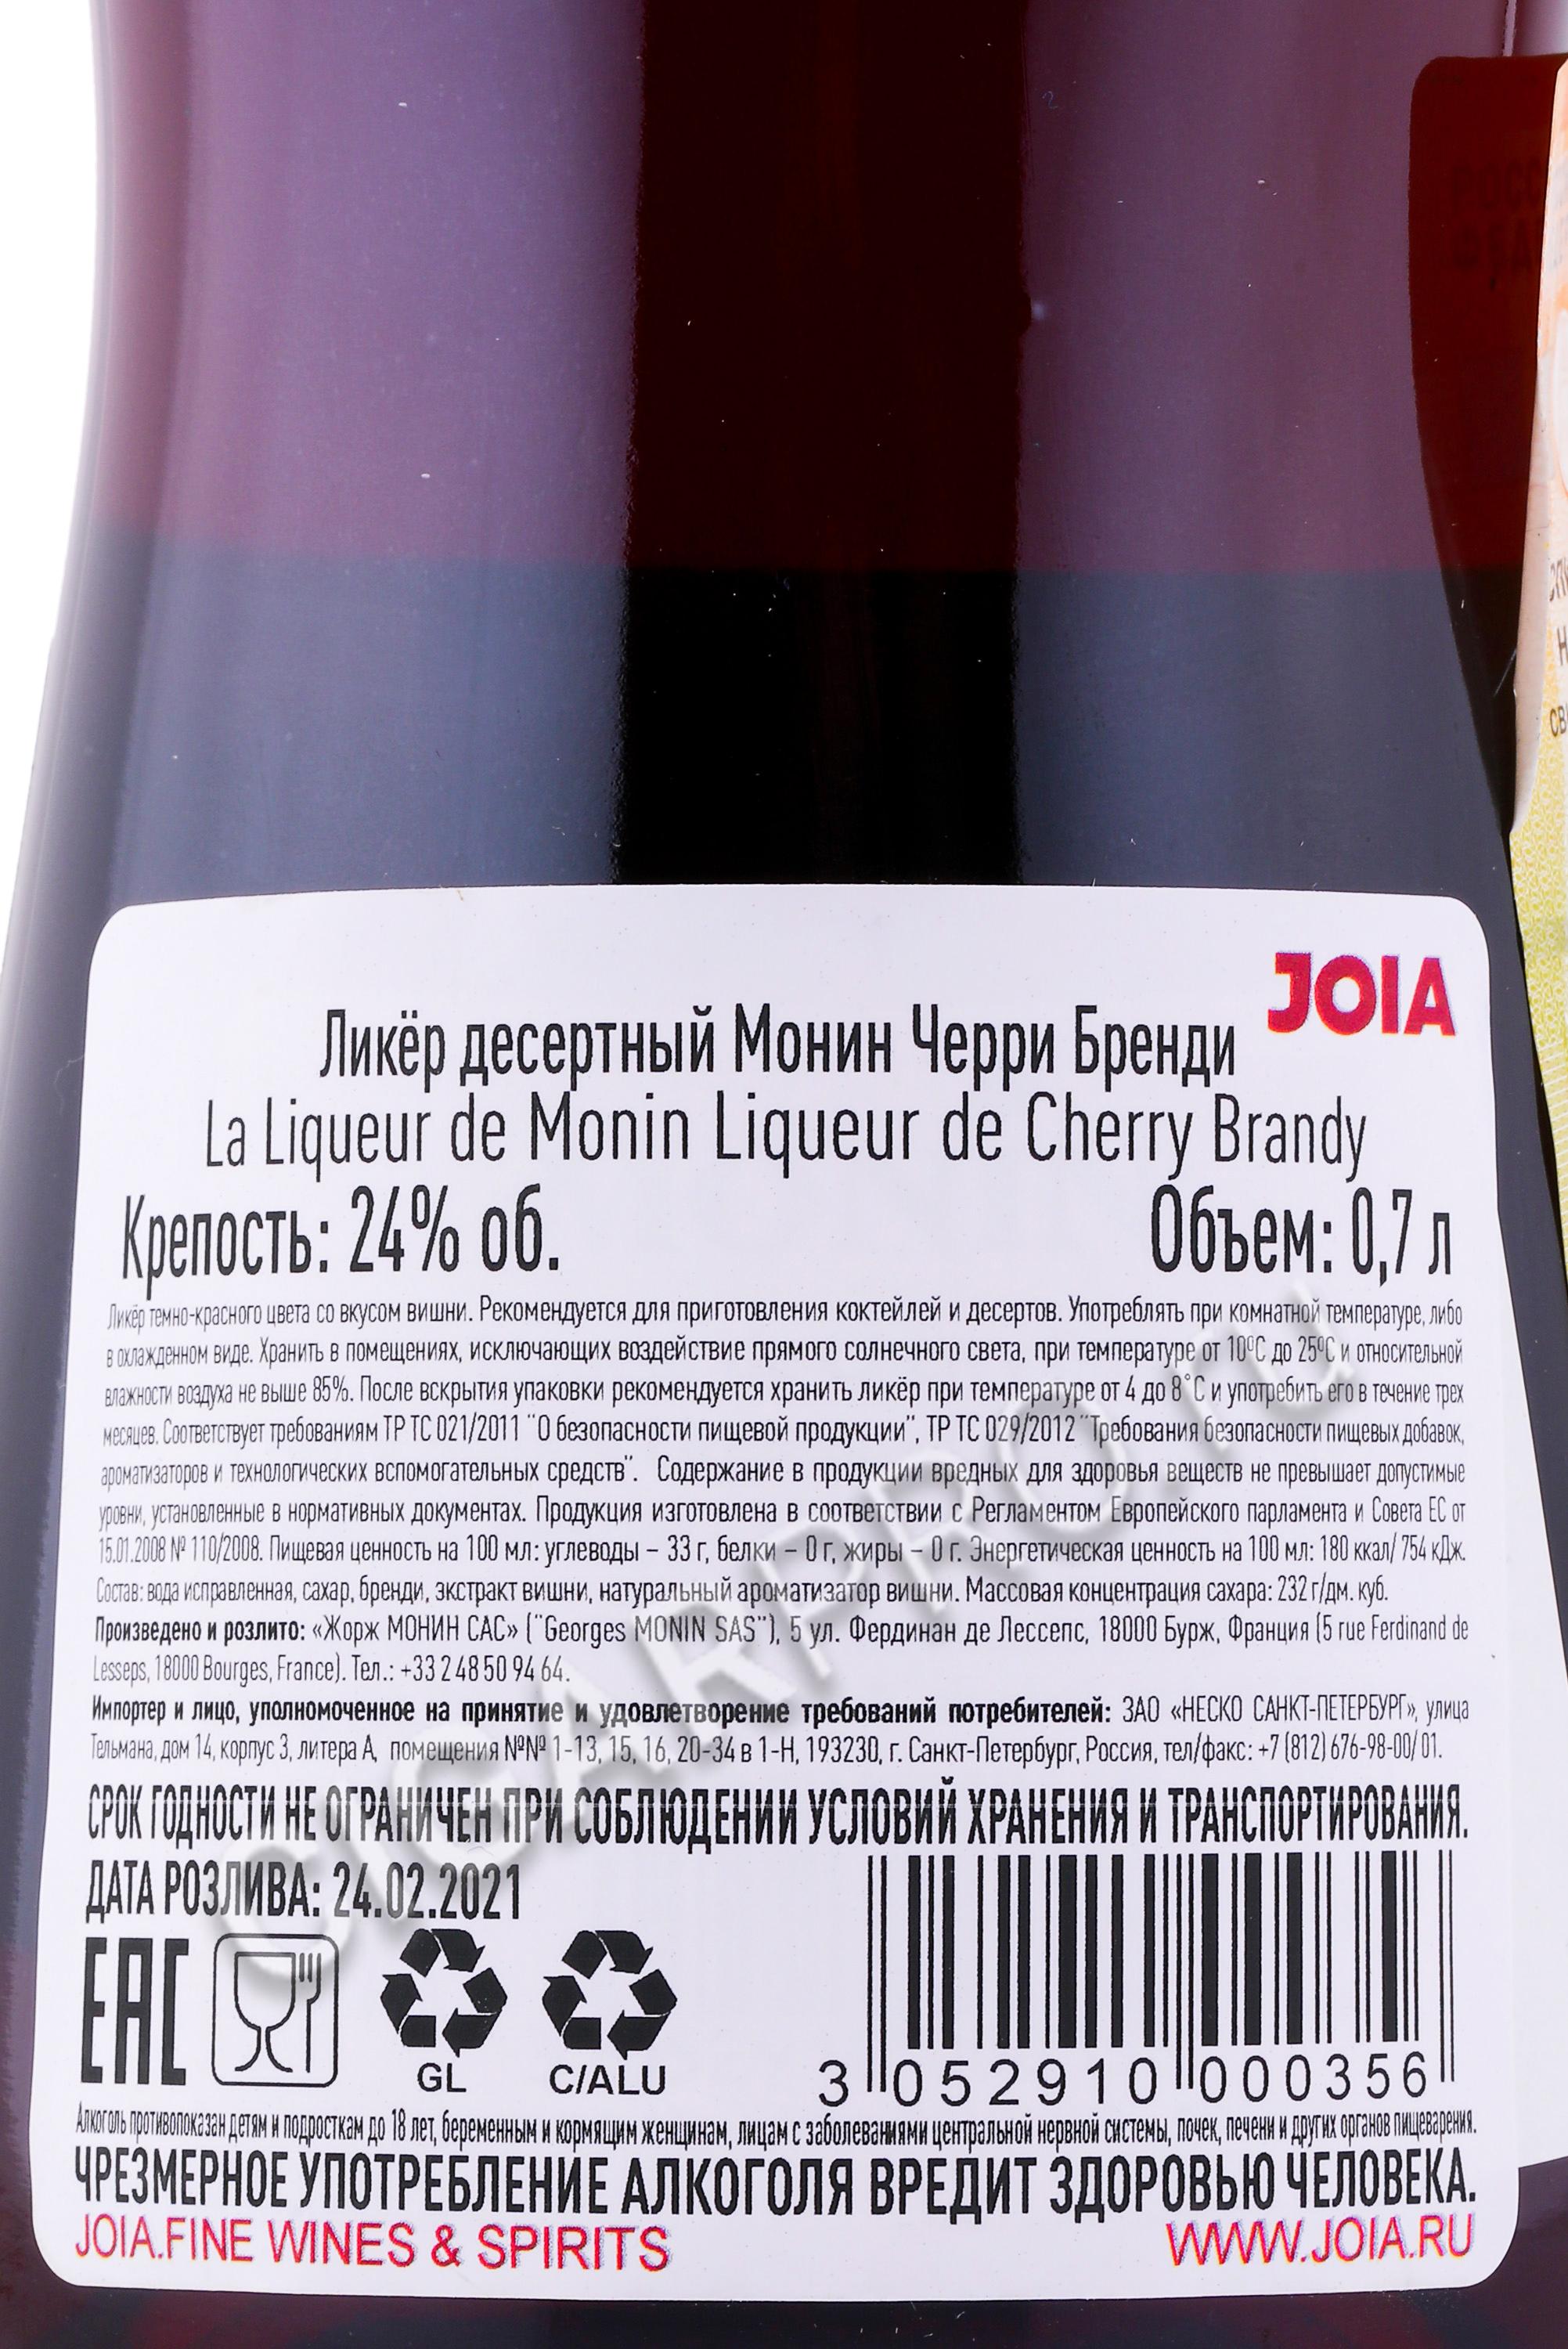 JOIA
Ликёр десертный Монин Черри Бренди
La Liqueur de Monin Liqueur de Cherry Brandy
Крепость: 24% об. Объем: 0,7 л
Ликёр темно-красного цвета со вкусом вишни. Рекомендуется для приготовления коктейлей и десертов. Употреблять при комнатной температуре, либо
в охлажденном виде. Хранить в помещениях, исключающих воздействие прямого солнечного света, при температуре от 10ºС до 25ºС и относительной
влажности воздуха не выше 85%. После вскрытия упаковки рекомендуется хранить ликёр при температуре от 4 до 8˚С и употребить его в течение трех
месяцев. Соответствует требованиям ТР ТС 021/2011 "О безопасности пищевой продукции", ТР ТС 029/2012 "Требования безопасности пищевых добавок,
ароматизаторов и технологических вспомогательных средств". Содержание в продукции вредных для здоровья веществ не превышает допустимые
уровни, установленные в нормативных документах. Продукция изготовлена в соответствии с Регламентом Европейского парламента и Совета ЕС от
15.01.2008 № 110/2008. Пищевая ценность на 100 мл: углеводы – 33 г, белки – 0 г, жиры – 0 г. Энергетическая ценность на 100 мл: 180 ккал/ 754 кДж.
Состав: вода исправленная, сахар, бренди, экстракт вишни, натуральный ароматизатор вишни. Массовая концентрация сахара: 232 г/дм. куб.
Произведено и розлито: «Жорж МОНИН САС» ("Georges MONIN SAS"), 5 ул. Фердинан де Лессепс, 18000 Бурж, Франция (5 rue Ferdinand de
Lesseps, 18000 Bourges, France). Тел.: +33 2 48 50 94 64.
Импортер и лицо, уполномоченное на принятие и удовлетворение требований потребителей: ЗАО «НЕСКО САНКТ-ПЕТЕРБУРГ», улица
Тельмана, дом 14, корпус 3, литера А, помещения №№ 1-13, 15, 16, 20-34 в 1-Н, 193230, г. Санкт-Петербург, Россия, тел/факс: +7 (812) 676-98-00/ 01.
СРОК ГОДНОСТИ НЕ ОГРАНИЧЕН ПРИ СОБЛЮДЕНИИ УСЛОВИЙ ХРАНЕНИЯ И ТРАНСПОРТИРОВАНИЯ.
ДАТА РОЗЛИВА: 24.02.2021
EAC
GL C/ALU
3 052910 000356
Алкоголь противопоказан детям и подросткам до 18 лет, беременным и кормящим женщинам, лицам с заболеваниями центральной нервной системы, почек, печени и других органов пищеварения.
ЧРЕЗМЕРНОЕ УПОТРЕБЛЕНИЕ АЛКОГОЛЯ ВРЕДИТ ЗДОРОВЬЮ ЧЕЛОВЕКА.
JOIA.FINE WINES & SPIRITS WWW.JOIA.RU
CIGARPRO.ru